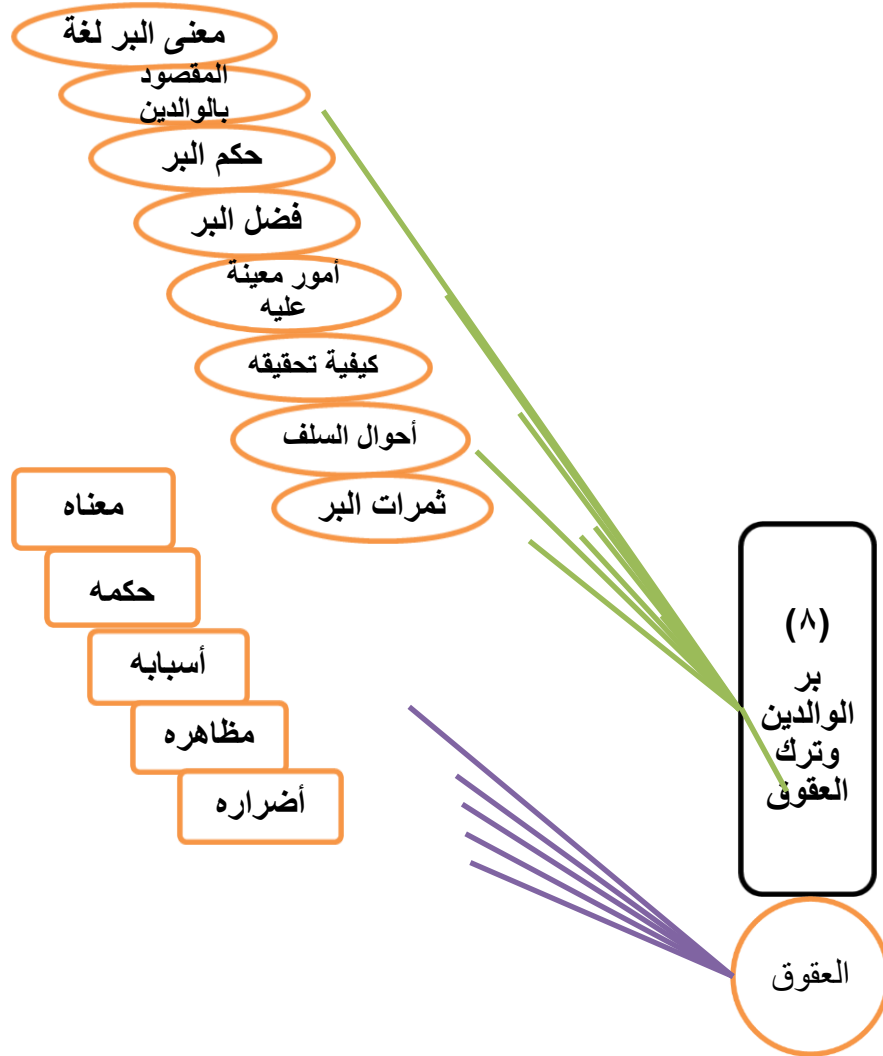 معنى البر لغة
المقصود
بالوالدين
حكم البر
فضل البر
أمور معينة
عليه
كيفية تحقيقه
أحوال السلف
ثمرات البر
معناه
حكمه
أسبابه
مظاهره
أضراره
(٨)
بر
الوالدين
وترك
العقوق
العقوق